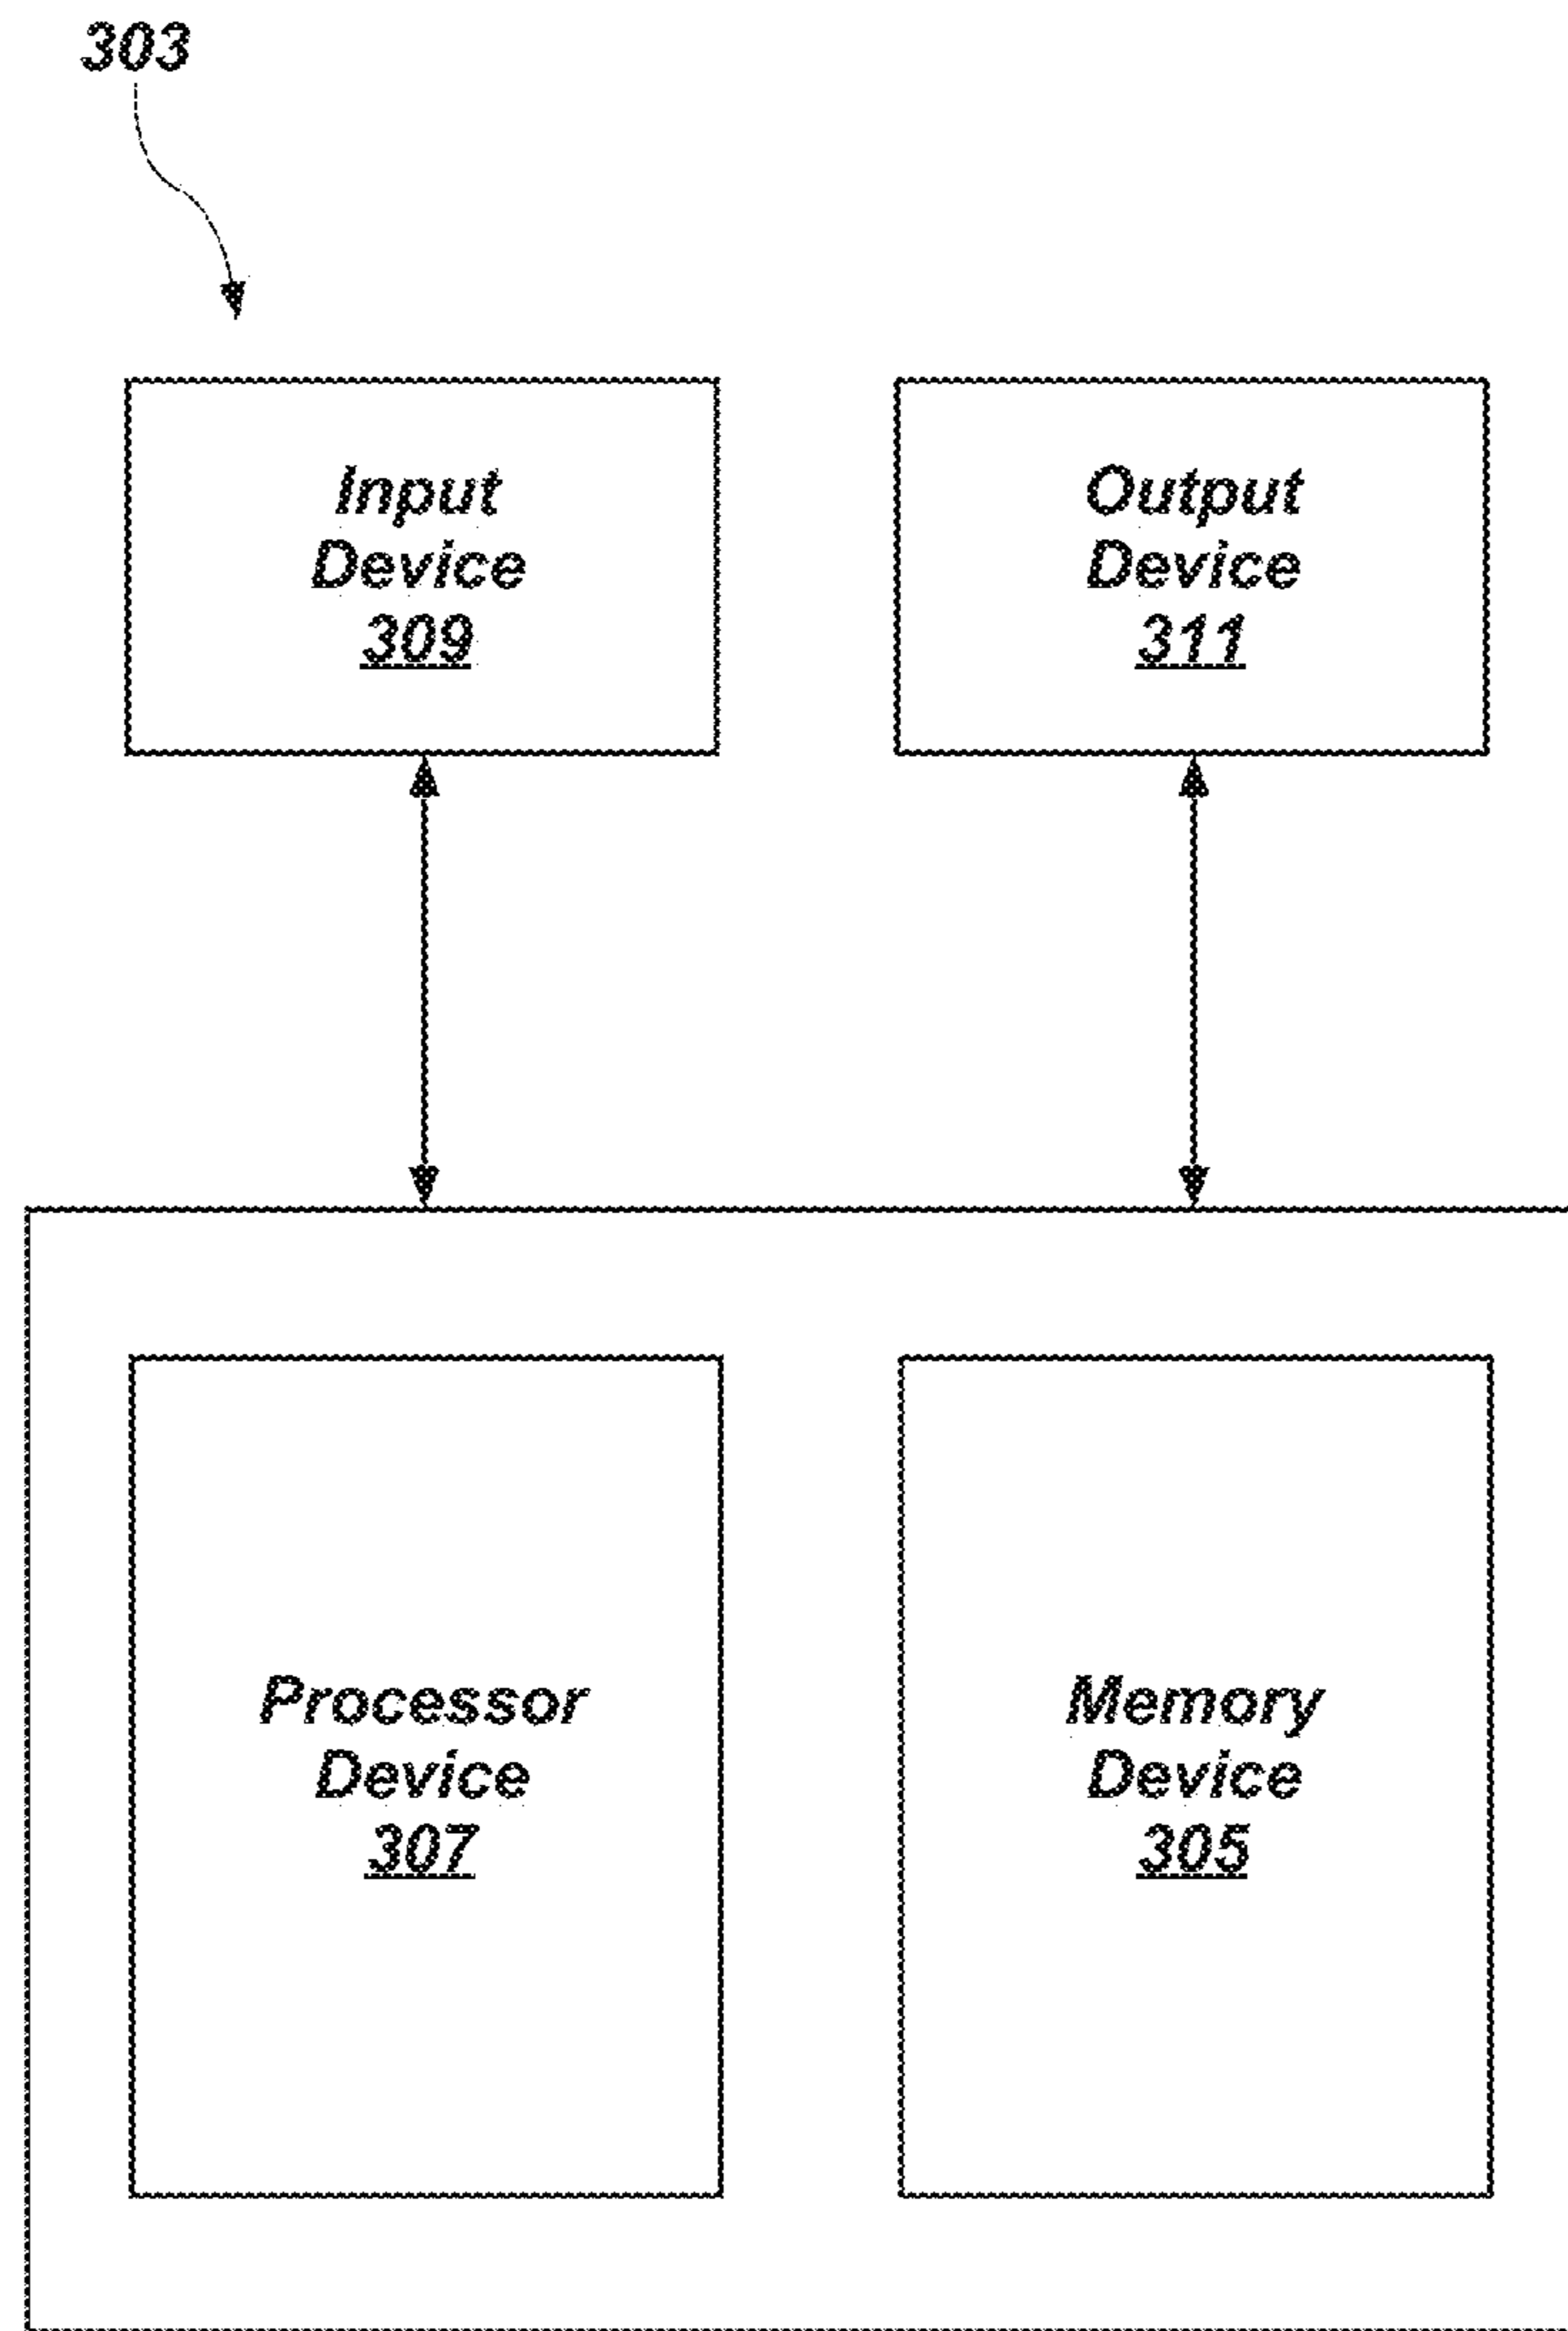 303
Input
Device
309
Output
Device
311
Processor
Device
307
Memory
Device
305